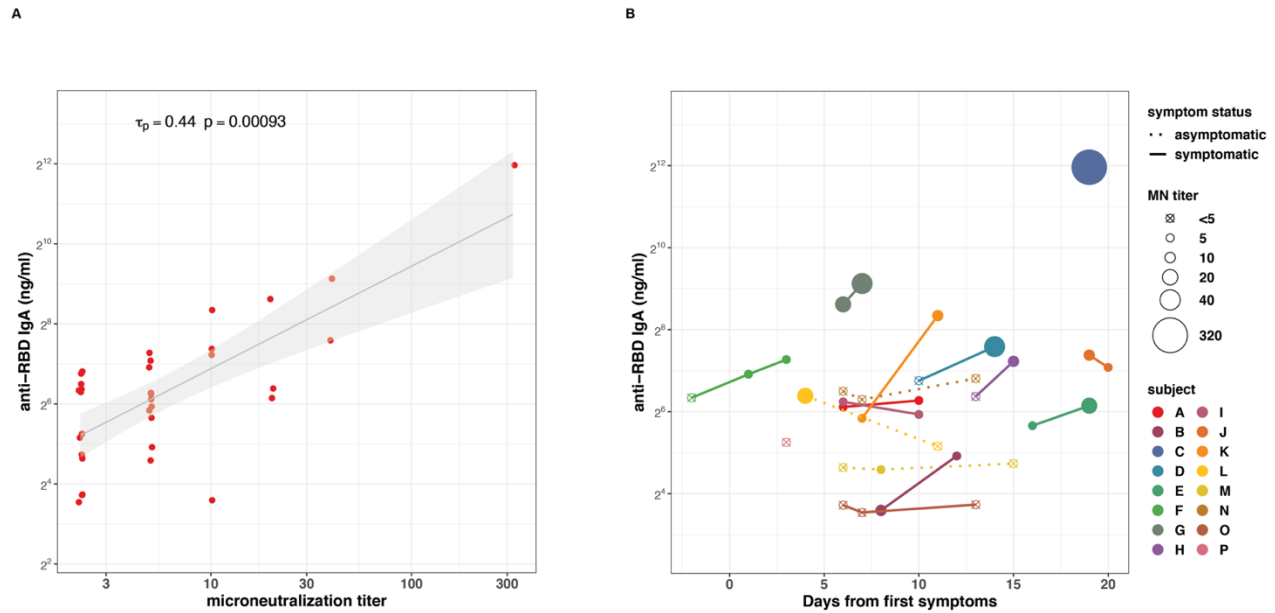 A
τp = 0.44 p = 0.00093
2^12
2^10
2^8
2^6
2^4
2^2
anti−RBD IgA (ng/ml)
3
10
30
100
300
microneutralization titer
B
2^12
2^10
2^8
2^6
2^4
anti−RBD IgA (ng/ml)
0
5
10
15
20
Days from first symptoms
symptom status
asymptomatic
symptomatic
MN titer
<5
5
10
20
40
320
subject
A I
B J
C K
D L
E M
F N
G O
H P